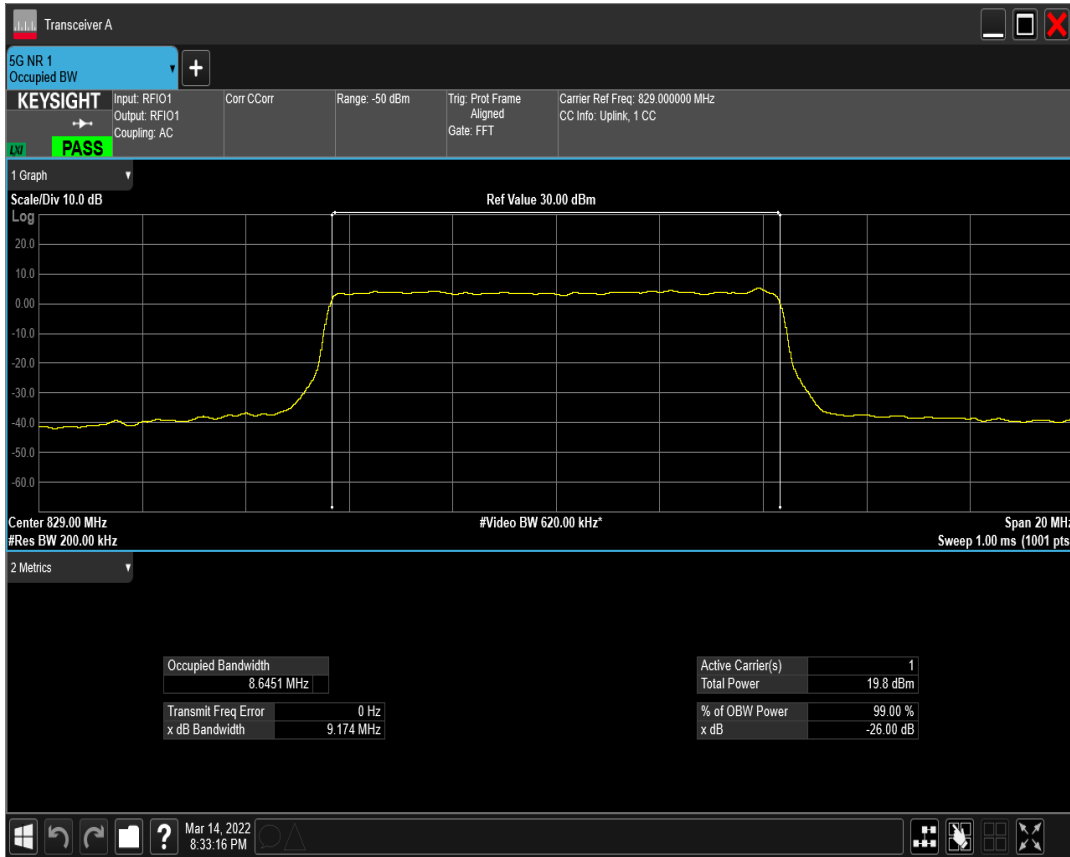 Transceiver A
5G NR 1
Occupied BW
KEYSIGHT
LXI
PASS
Input: RFIO1
Output: RFIO1
Coupling: AC
Corr CCorr
Range: -50 dBm
Trig: Prot Frame
Aligned
Gate: FFT
Carrier Ref Freq: 829.000000 MHz
CC Info: Uplink, 1 CC
1 Graph
Scale/Div 10.0 dB
Ref Value 30.00 dBm
Log
20.0
10.0
0.00
-10.0
-20.0
-30.0
-40.0
-50.0
-60.0
Center 829.00 MHz
#Video BW 620.00 kHz*
Span 20 MHz
#Res BW 200.00 kHz
Sweep 1.00 ms (1001 pts
2 Metrics
Occupied Bandwidth
8.6451 MHz
Transmit Freq Error 0 Hz
x dB Bandwidth 9.174 MHz
Active Carrier(s) 1
Total Power 19.8 dBm
% of OBW Power 99.00 %
x dB -26.00 dB
?
Mar 14, 2022
8:33:16 PM